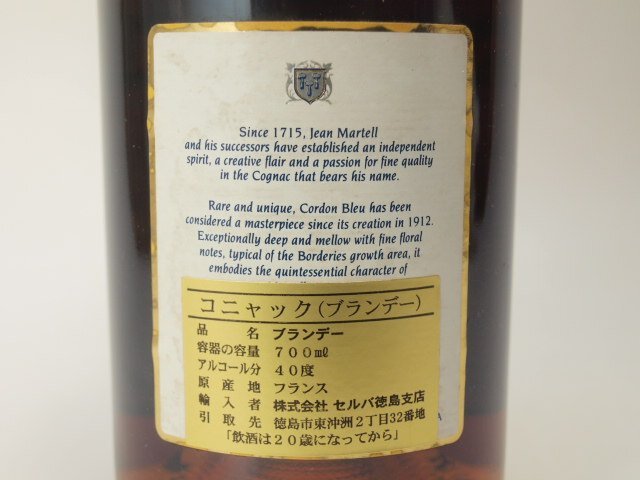 Since 1715, Jean Martell
and his successors have established an independent
spirit, a creative flair and a passion for fine quality
in the Cognac that bears his name.
Rare and unique, Cordon Bleu has been
considered a masterpiece since its creation in 1912.
Exceptionally deep and mellow with fine floral
notes, typical of the Borderies growth area, it
embodies the quintessential character of
コニャック(ブランデー)
品名 ブランデー
容器の容量 700ml
アルコール分 40度
原産地 フランス
輸入者 株式会社 セルバ徳島支店
引取先 徳島市東沖洲2丁目32番地
「飲酒は20歳になってから」